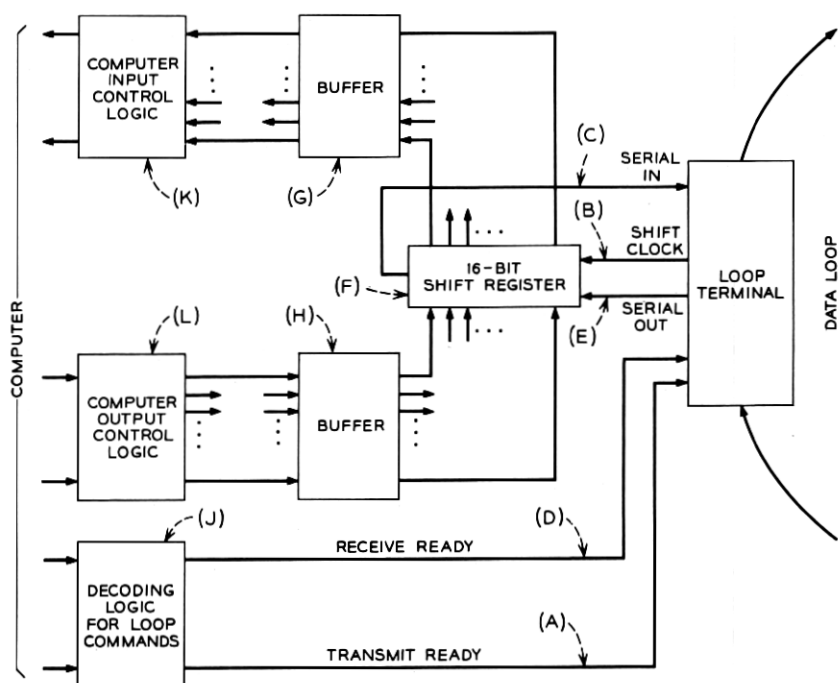 COMPUTER
INPUT
CONTROL
LOGIC
BUFFER
(K)
(G)
(C)
SERIAL
IN
(B)
SHIFT
CLOCK
16-BIT
SHIFT REGISTER
(F)
SERIAL
OUT
(E)
LOOP
TERMINAL
DATA LOOP
COMPUTER
(L)
(H)
COMPUTER
OUTPUT
CONTROL
LOGIC
BUFFER
(J)
(D)
RECEIVE READY
DECODING
LOGIC
FOR LOOP
COMMANDS
(A)
TRANSMIT READY